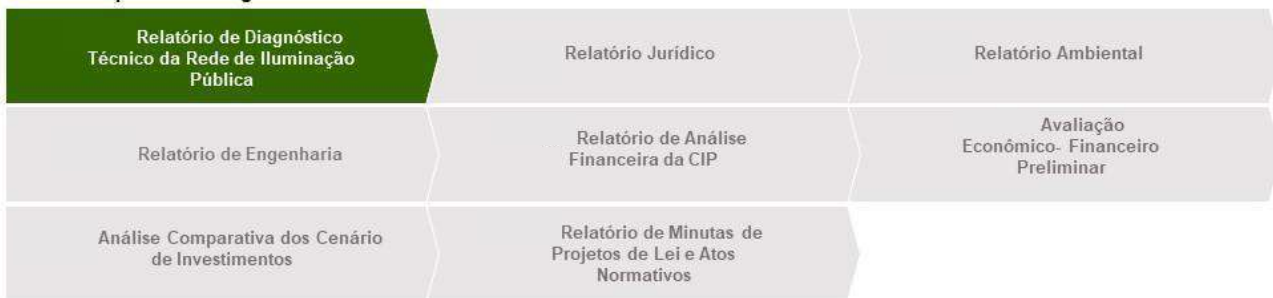 Relatório de Diagnóstico
Técnico da Rede de Iluminação
Pública
Relatório Jurídico
Relatório Ambiental
Relatório de Engenharia
Relatório de Análise
Financeira da CIP
Avaliação
Econômico- Financeiro
Preliminar
Análise Comparativa dos Cenário
de Investimentos
Relatório de Minutas de
Projetos de Lei e Atos
Normativos